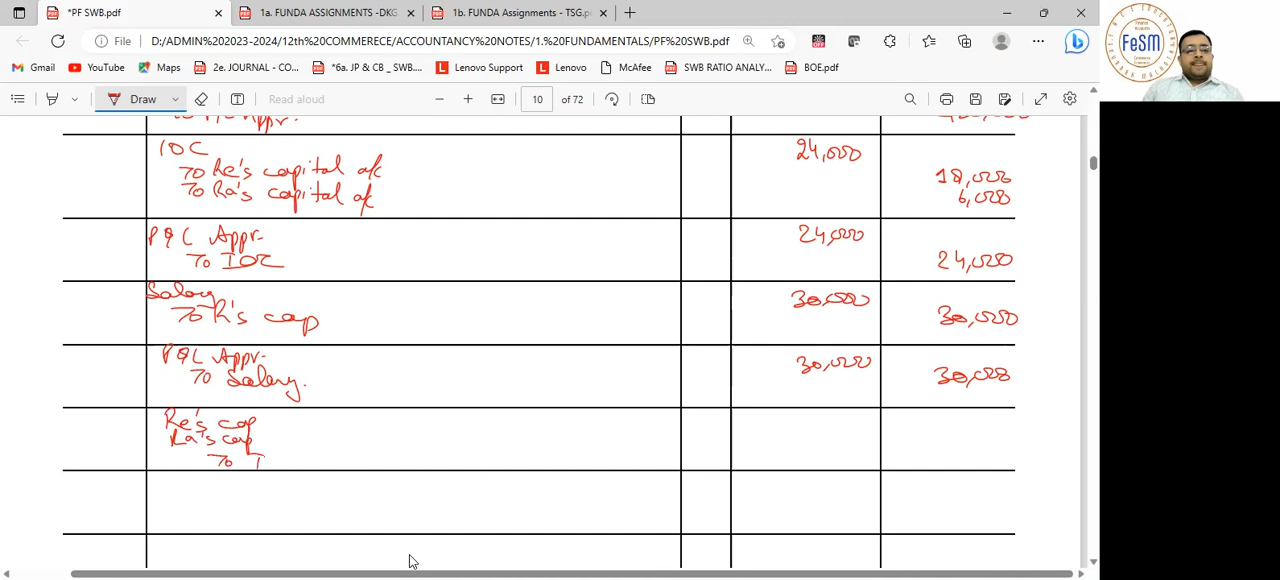 *PF SWB.pdf
1a. FUNDA ASSIGNMENTS -DKG
1b. FUNDA Assignments - TSG.p
File
D:/ADMIN%202023-2024/12th%20COMMERECE/ACCOUNTANCY%20NOTES/1.%20FUNDAMENTALS/PF%20SWB.pdf
OFF
Gmail
YouTube
Maps
2e. JOURNAL - CO...
*6a. JP & CB _ SWB....
Lenovo Support
Lenovo
McAfee
SWB RATIO ANALY...
BOE.pdf
Draw
Read aloud
10 of 72
FeSM
IOC 24,000
To Re's capital a/c 18,000
To Ra's capital a/c 6,000
P&L Appr. 24,000
To IOC 24,000
Salary 30,000
To R's cap 30,000
P&L Appr. 30,000
To Salary. 30,000
Re's cap
Ra's cap
To I